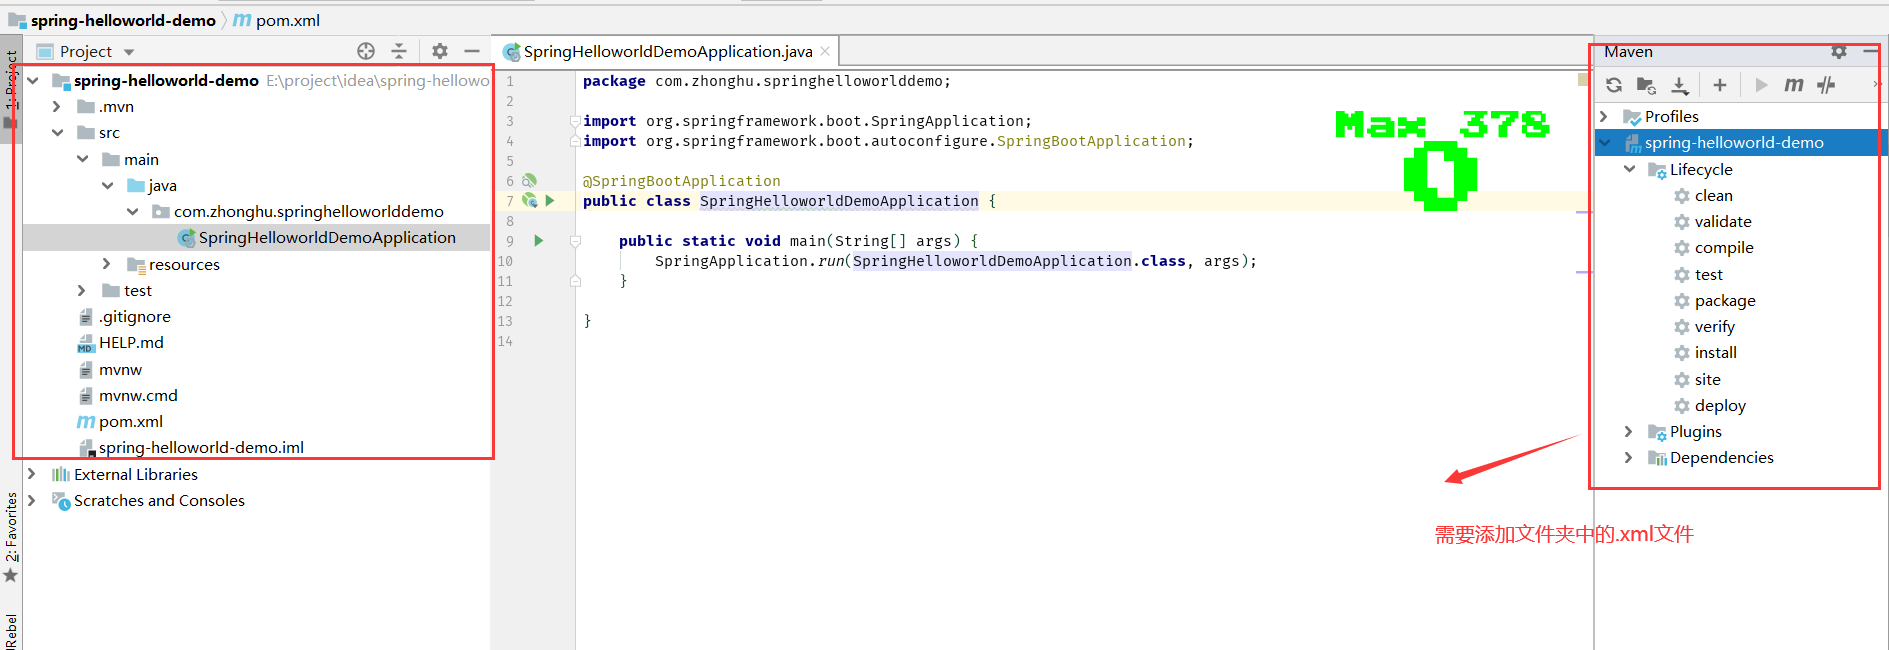 spring-helloworld-demo
pom.xml
1: Project
2: Favorites
JRebel
Project
spring-helloworld-demo E:\project\idea\spring-hellowo
.mvn
src
main
java
com.zhonghu.springhelloworlddemo
SpringHelloworldDemoApplication
resources
test
.gitignore
HELP.md
mvnw
mvnw.cmd
pom.xml
spring-helloworld-demo.iml
External Libraries
Scratches and Consoles
SpringHelloworldDemoApplication.java
1 package com.zhonghu.springhelloworlddemo;
2
3 import org.springframework.boot.SpringApplication;
4 import org.springframework.boot.autoconfigure.SpringBootApplication;
5
6 @SpringBootApplication
7 public class SpringHelloworldDemoApplication {
8
9 public static void main(String[] args) {
10 SpringApplication.run(SpringHelloworldDemoApplication.class, args);
11 }
12
13 }
14
Max 378
0
Maven
Profiles
spring-helloworld-demo
Lifecycle
clean
validate
compile
test
package
verify
install
site
deploy
Plugins
Dependencies
需要添加文件夹中的.xml文件